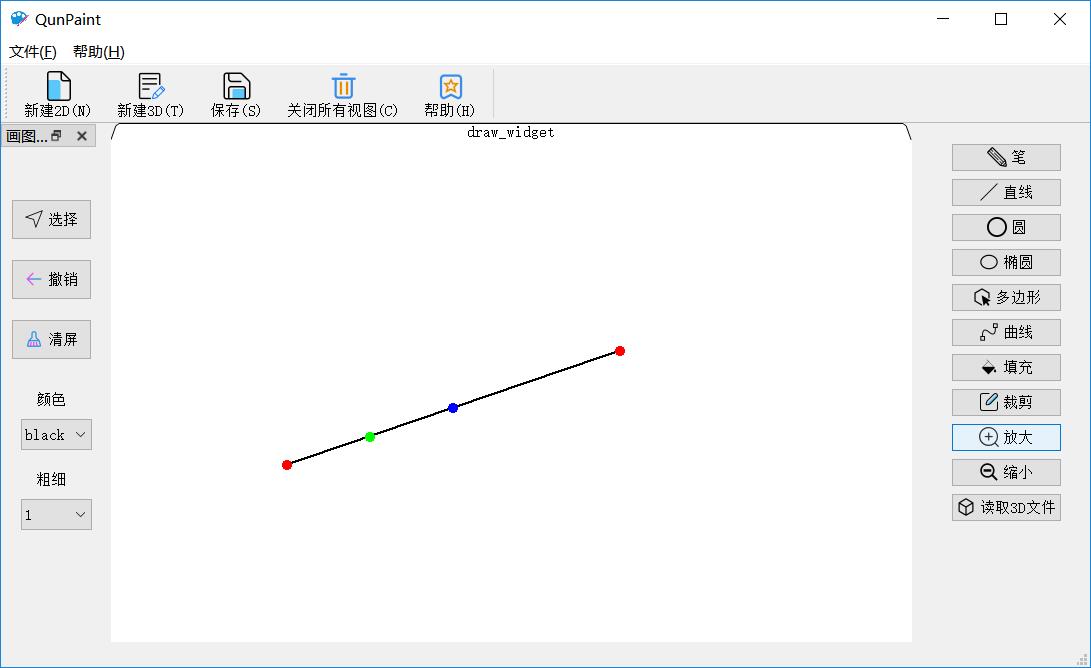 QunPaint
文件(F) 帮助(H)
新建2D(N) 新建3D(T) 保存(S) 关闭所有视图(C) 帮助(H)
画图...
draw_widget
选择
撤销
清屏
颜色
black
粗细
1
笔
直线
圆
椭圆
多边形
曲线
填充
裁剪
放大
缩小
读取3D文件